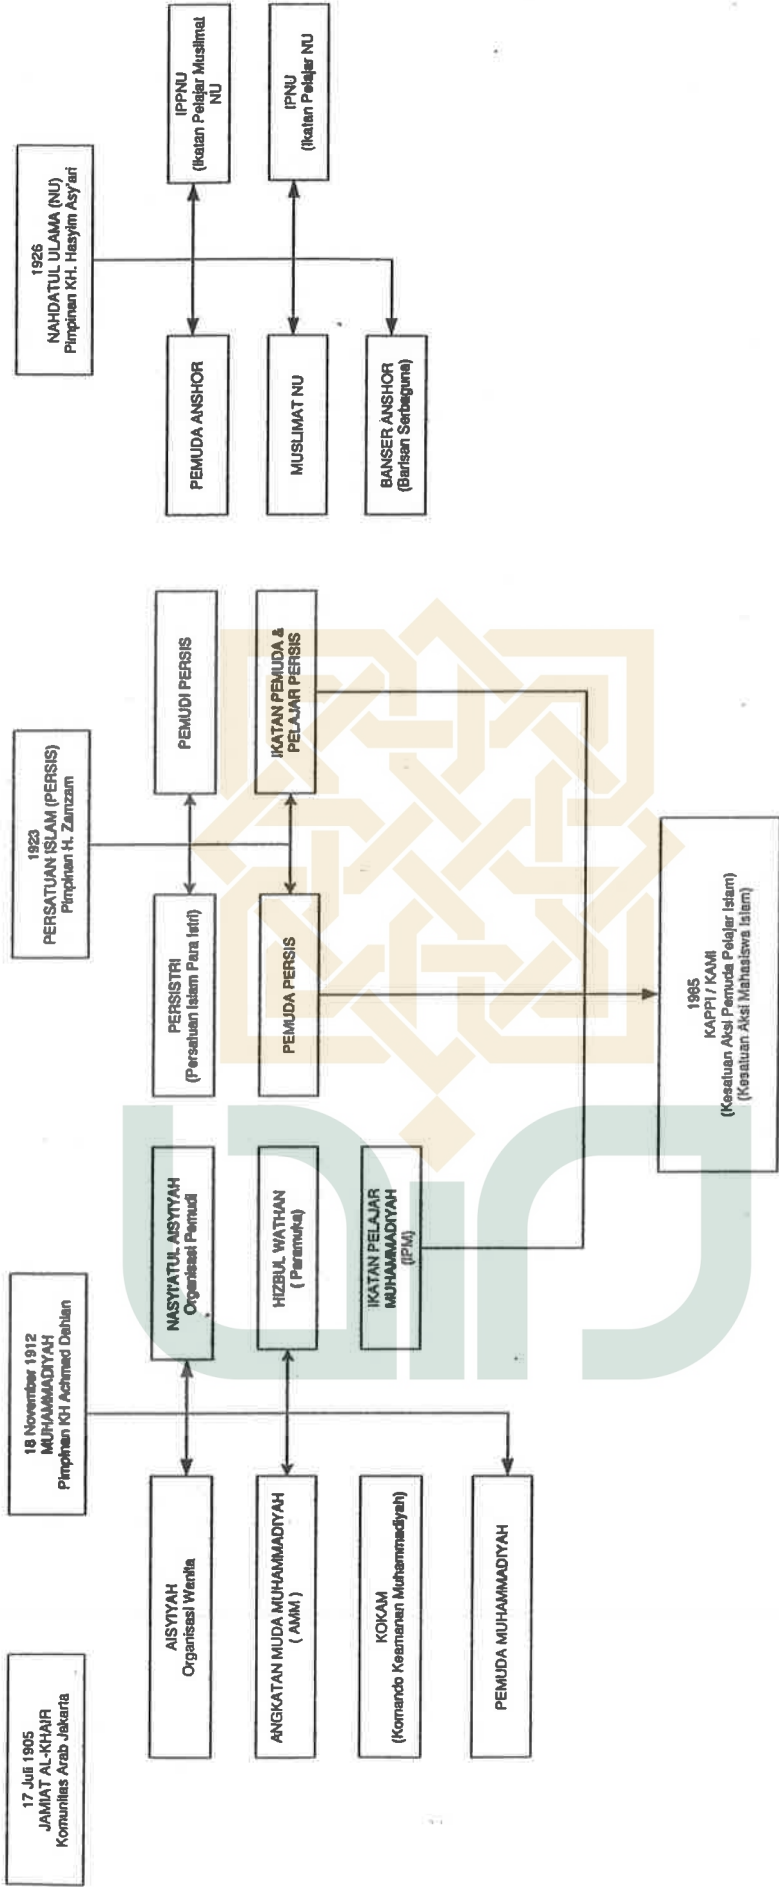 17 Juli 1905
JAMIAT AL-KHAIR
Komunitas Arab Jakarta
18 November 1912
MUHAMMADIYAH
Pimpinan KH Achmed Dahlan
AISYIYAH
Organisasi Wanita
NASYI'ATUL AISYIYAH
Organisasi Pemudi
ANGKATAN MUDA MUHAMMADIYAH
( AMM )
HIZBUL WATHAN
( Paramuka)
KOKAM
(Komando Keamanan Muhammadiyah)
IKATAN PELAJAR
MUHAMMADIYAH
(IPM)
PEMUDA MUHAMMADIYAH
1923
PERSATUAN ISLAM (PERSIS)
Pimpinan H. Zamzam
PERSISTRI
(Persatuan Islam Para Istri)
PEMUDI PERSIS
PEMUDA PERSIS
IKATAN PEMUDA &
PELAJAR PERSIS
1965
KAPPI / KAMI
(Kesatuan Aksi Pemuda Pelajar Islam)
(Kesatuan Aksi Mahasiswa Islam)
1926
NAHDATUL ULAMA (NU)
Pimpinan KH. Hasyim Asy'ari
PEMUDA ANSHOR
IPPNU
(Ikatan Pelajar Muslimat
NU
MUSLIMAT NU
IPNU
(Ikatan Pelajar NU
BANSER ANSHOR
(Barisan Serbaguna)